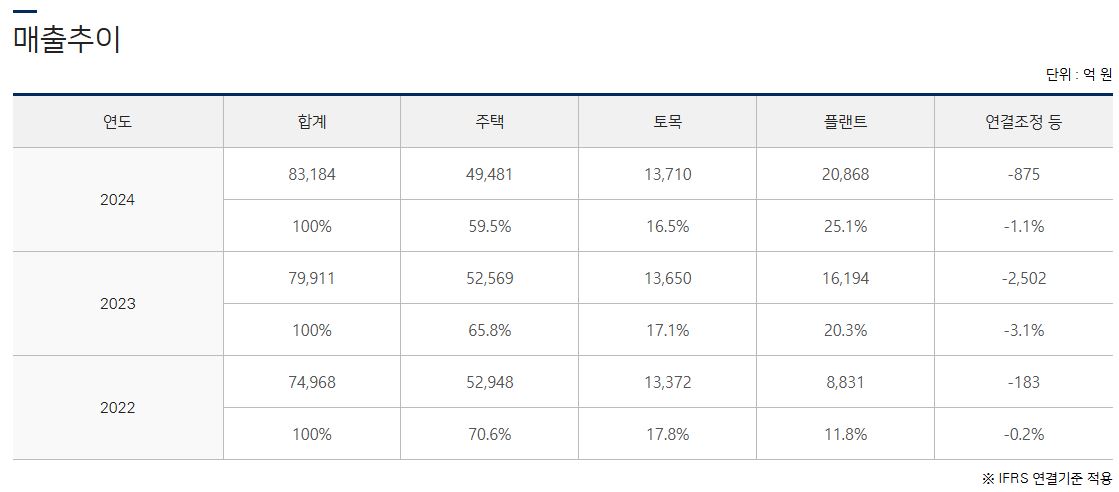 매출추이
단위 : 억 원
연도 합계 주택 토목 플랜트 연결조정 등
2024 83,184 49,481 13,710 20,868 -875
100% 59.5% 16.5% 25.1% -1.1%
2023 79,911 52,569 13,650 16,194 -2,502
100% 65.8% 17.1% 20.3% -3.1%
2022 74,968 52,948 13,372 8,831 -183
100% 70.6% 17.8% 11.8% -0.2%
※ IFRS 연결기준 적용